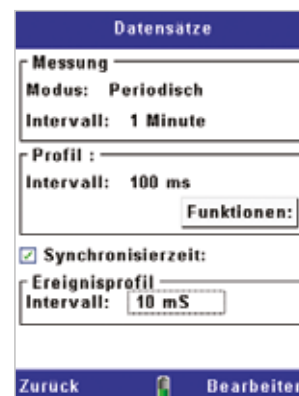 Datensätze
Messung
Modus: Periodisch
Intervall: 1 Minute
Profil :
Intervall: 100 ms
Funktionen:
Synchronisierzeit:
Ereignisprofil
Intervall: 10 mS
Zuruck Bearbeiten